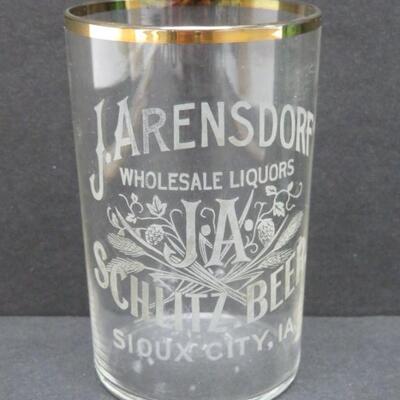 J. ARENSDORF
WHOLESALE LIQUORS
J.A.
SCHLITZ BEER
SIOUX CITY, IA.